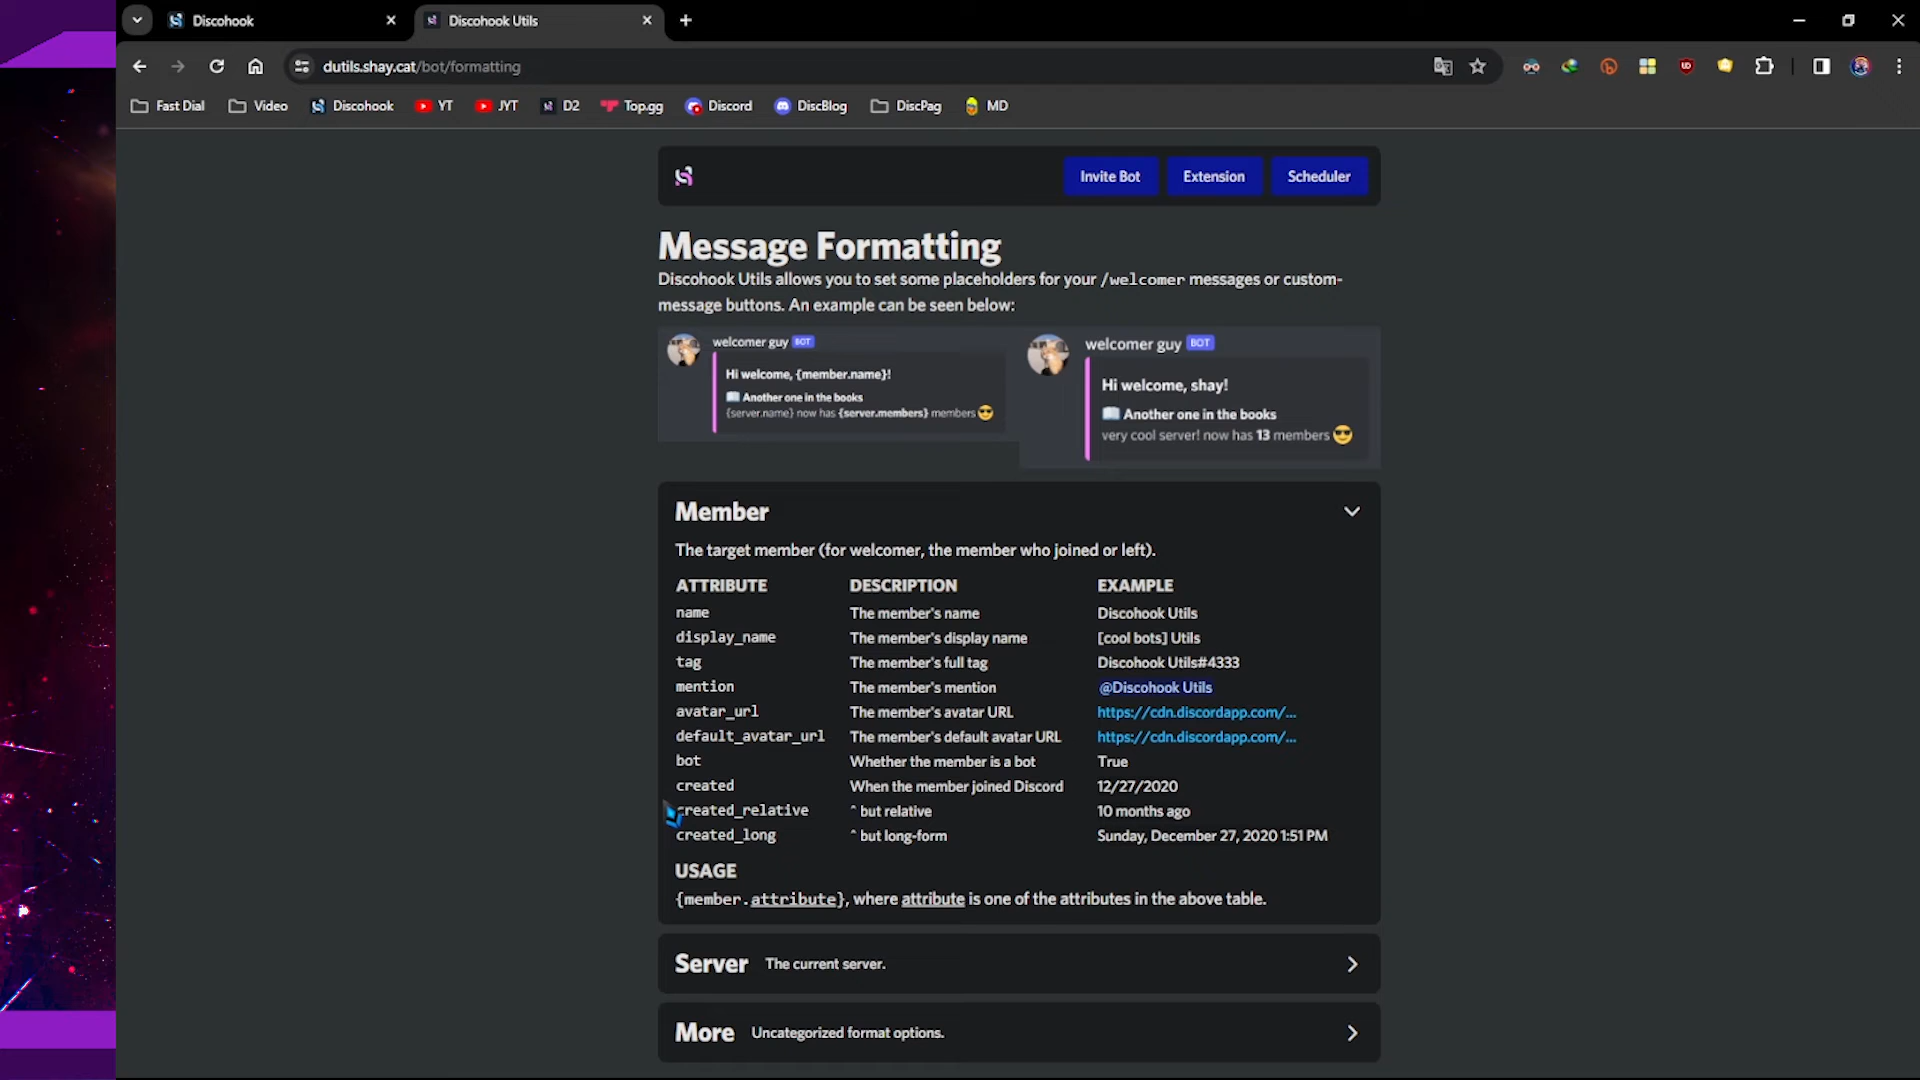 Discohook
Discohook Utils
dutils.shay.cat/bot/formatting
Fast Dial
Video
Discohook
YT
JYT
D2
Top.gg
Discord
DiscBlog
DiscPag
MD
Invite Bot
Extension
Scheduler
Message Formatting
Discohook Utils allows you to set some placeholders for your /welcomer messages or custom-
message buttons. An example can be seen below:
welcomer guy BOT
Hi welcome, {member.name}!
📖 Another one in the books
{server.name} now has {server.members} members 😎
welcomer guy BOT
Hi welcome, shay!
📖 Another one in the books
very cool server! now has 13 members 😎
Member
The target member (for welcomer, the member who joined or left).
ATTRIBUTE DESCRIPTION EXAMPLE
name The member's name Discohook Utils
display_name The member's display name [cool bots] Utils
tag The member's full tag Discohook Utils#4333
mention The member's mention @Discohook Utils
avatar_url The member's avatar URL https://cdn.discordapp.com/...
default_avatar_url The member's default avatar URL https://cdn.discordapp.com/...
bot Whether the member is a bot True
created When the member joined Discord 12/27/2020
created_relative ^ but relative 10 months ago
created_long ^ but long-form Sunday, December 27, 2020 1:51 PM
USAGE
{member.attribute}, where attribute is one of the attributes in the above table.
Server The current server.
More Uncategorized format options.